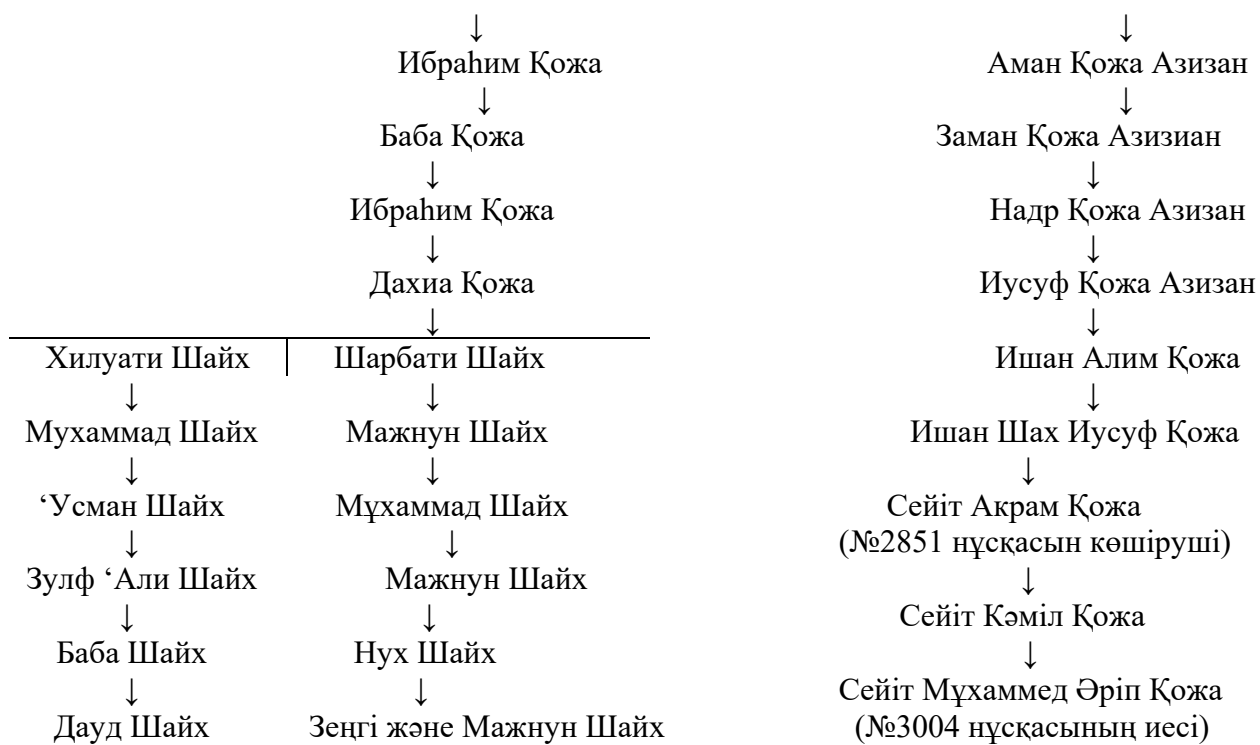 Ибраһим Қожа
Аман Қожа Азизан
Баба Қожа
Заман Қожа Азизиан
Ибраһим Қожа
Надр Қожа Азизан
Дахиа Қожа
Иусуф Қожа Азизан
Хилуати Шайх
Шарбати Шайх
Ишан Алим Қожа
Мухаммад Шайх
Мажнун Шайх
Ишан Шах Иусуф Қожа
‘Усман Шайх
Мұхаммад Шайх
Сейіт Акрам Қожа
(№2851 нұсқасын көшіруші)
Зулф ‘Али Шайх
Мажнун Шайх
Сейіт Кәміл Қожа
Баба Шайх
Нух Шайх
Сейіт Мұхаммед Әріп Қожа
Дауд Шайх
Зеңгі және Мажнун Шайх
(№3004 нұсқасының иесі)